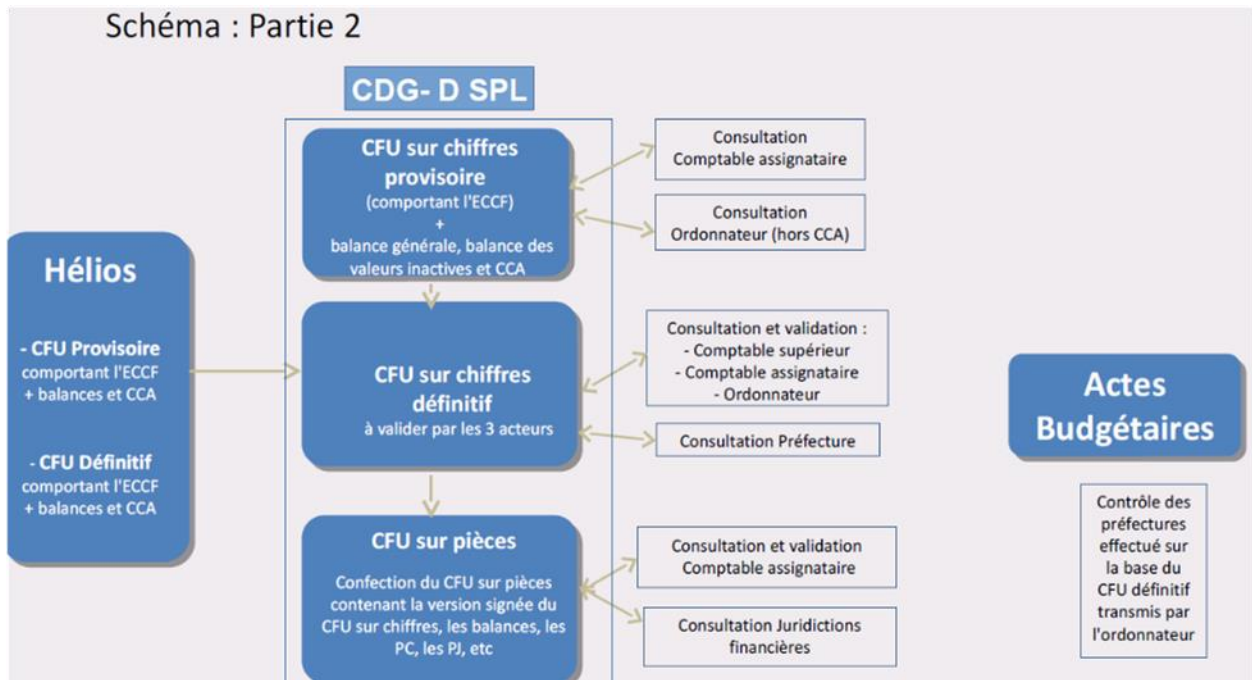 Schéma : Partie 2
CDG- D SPL
Hélios
- CFU Provisoire
comportant l'ECCF
+ balances et CCA
- CFU Définitif
comportant l'ECCF
+ balances et CCA
CFU sur chiffres
provisoire
(comportant l'ECCF)
+
balance générale, balance des
valeurs inactives et CCA
Consultation
Comptable assignataire
Consultation
Ordonnateur (hors CCA)
CFU sur chiffres
définitif
à valider par les 3 acteurs
Consultation et validation :
- Comptable supérieur
- Comptable assignataire
- Ordonnateur
Consultation Préfecture
CFU sur pièces
Confection du CFU sur pièces
contenant la version signée du
CFU sur chiffres, les balances, les
PC, les PJ, etc
Consultation et validation
Comptable assignataire
Consultation Juridictions
financières
Actes
Budgétaires
Contrôle des
préfectures
effectué sur
la base du
CFU définitif
transmis par
l'ordonnateur